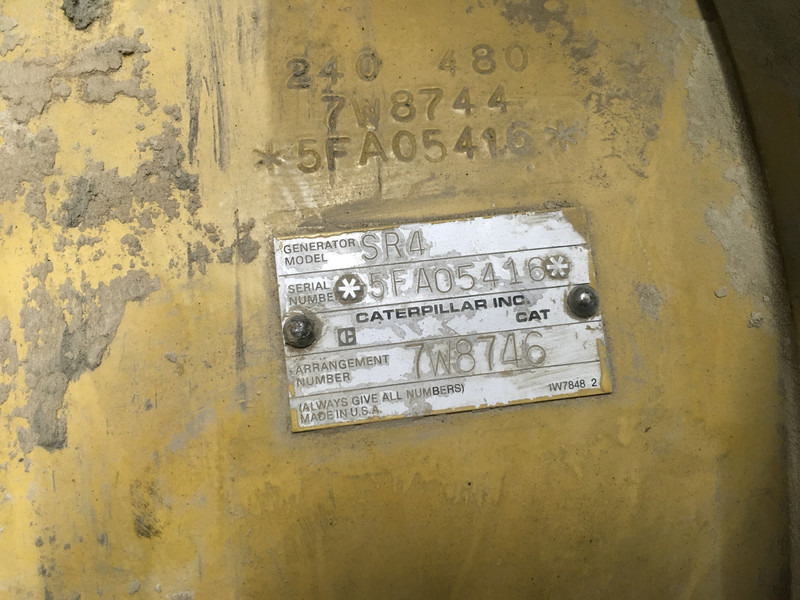 240 480
7W8744
*5FA05416*
GENERATOR MODEL SR4
SERIAL NUMBER *5FA05416*
CATERPILLAR INC.
C CAT
ARRANGEMENT NUMBER 7W8746
(ALWAYS GIVE ALL NUMBERS) 1W7848 2
MADE IN U.S.A.